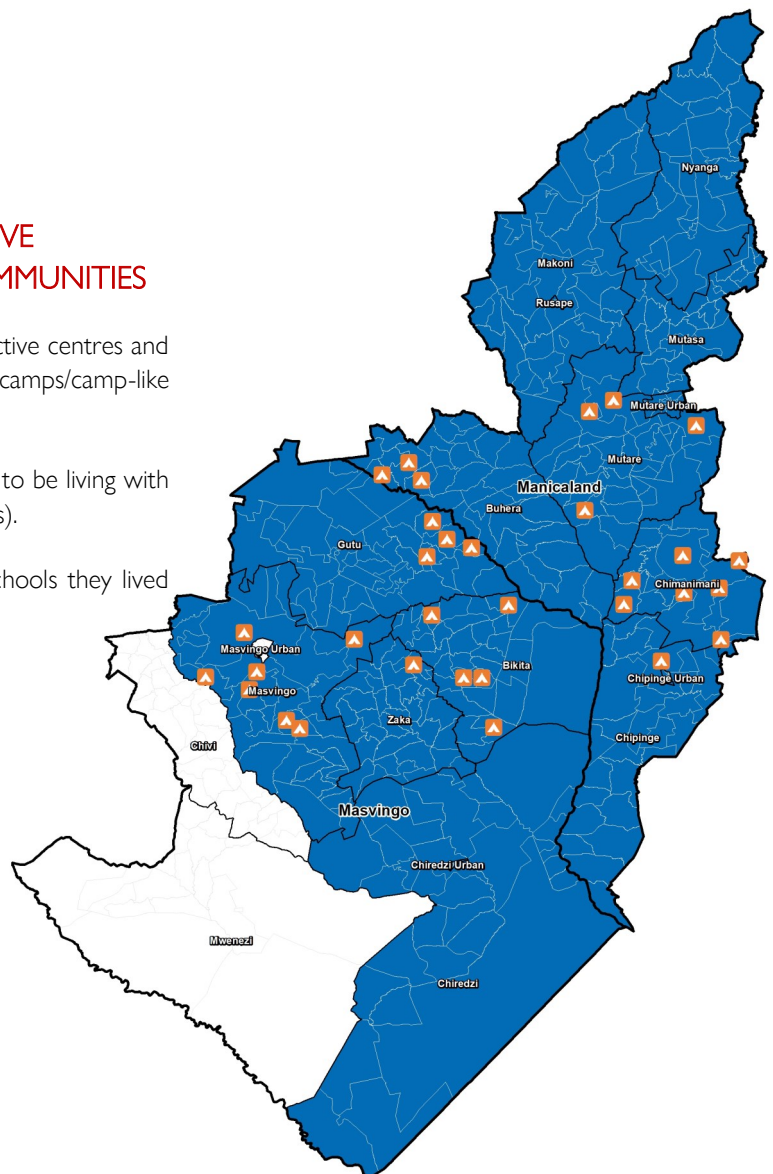 VE
MMUNITIES
ctive centres and
camps/camp-like
to be living with
s).
chools they lived
Nyanga
Makoni
Rusape
Mutasa
Mutare Urban
Mutare
Manicaland
Buhera
Gutu
Chimanimani
Masvingo Urban
Bikita
Chipinge Urban
Masvingo
Zaka
Chipinge
Chivi
Masvingo
Chiredzi Urban
Mwenezi
Chiredzi